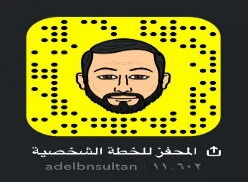 المحفز للخطة الشخصية
adelbnsultan | ١١,٦٠٢